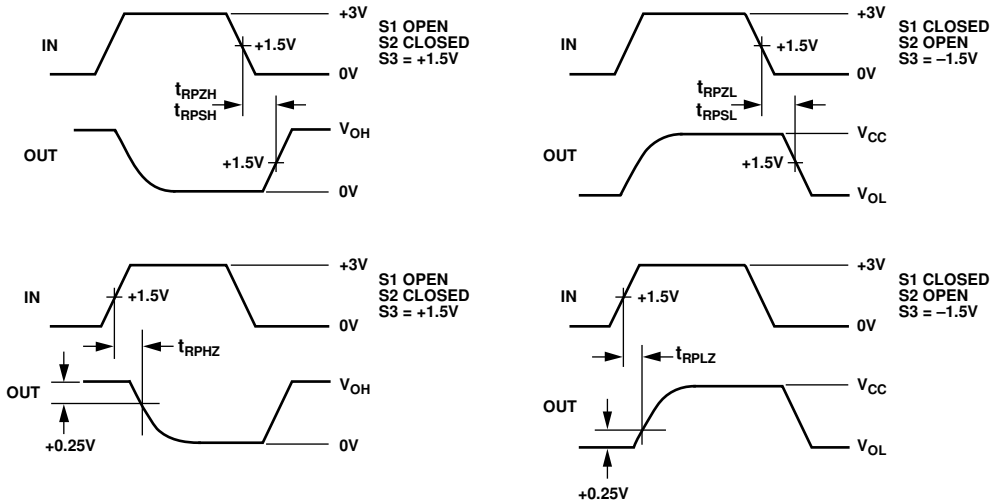 +3V
S1 OPEN
S2 CLOSED
S3 = +1.5V
IN
+1.5V
0V
tRPZH
tRPSH
VOH
OUT
+1.5V
0V
+3V
S1 CLOSED
S2 OPEN
S3 = –1.5V
IN
+1.5V
0V
tRPZL
tRPSL
VCC
OUT
+1.5V
VOL
+3V
S1 OPEN
S2 CLOSED
S3 = +1.5V
IN
+1.5V
0V
tRPHZ
VOH
OUT
+0.25V
0V
+3V
S1 CLOSED
S2 OPEN
S3 = –1.5V
IN
+1.5V
0V
tRPLZ
VCC
OUT
VOL
+0.25V